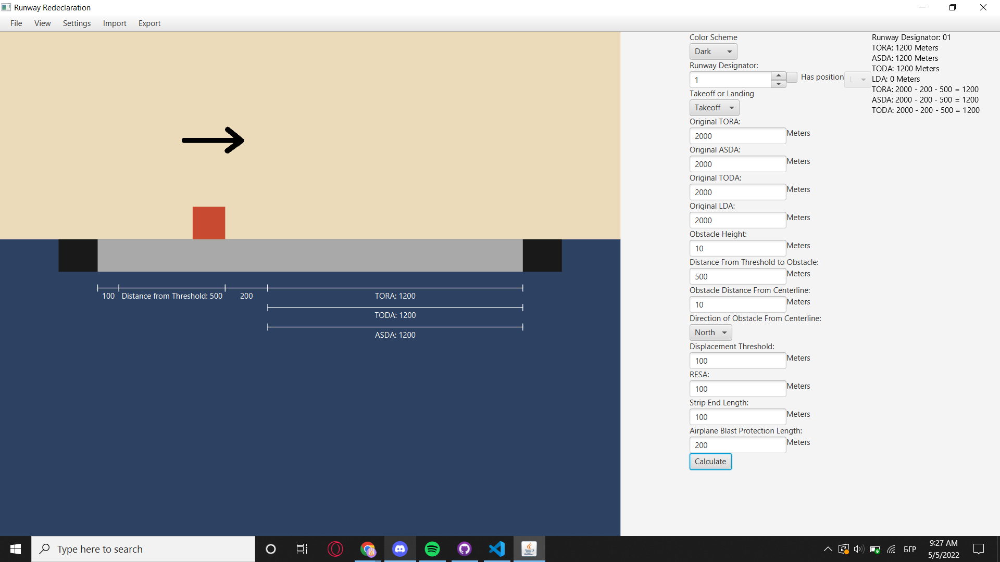 Runway Redeclaration
File View Settings Import Export
Color Scheme
Dark
Runway Designator:
1
Has position
L
Takeoff or Landing
Takeoff
Original TORA:
2000 Meters
Original ASDA:
2000 Meters
Original TODA:
2000 Meters
Original LDA:
2000 Meters
Obstacle Height:
10 Meters
Distance From Threshold to Obstacle:
500 Meters
Obstacle Distance From Centerline:
10 Meters
Direction of Obstacle From Centerline:
North
Displacement Threshold:
100 Meters
RESA:
100 Meters
Strip End Length:
100 Meters
Airplane Blast Protection Length:
200 Meters
Calculate
Runway Designator: 01
TORA: 1200 Meters
ASDA: 1200 Meters
TODA: 1200 Meters
LDA: 0 Meters
TORA: 2000 - 200 - 500 = 1200
ASDA: 2000 - 200 - 500 = 1200
TODA: 2000 - 200 - 500 = 1200
100 Distance from Threshold: 500 200 TORA: 1200
TODA: 1200
ASDA: 1200
Type here to search
БГР
9:27 AM
5/5/2022